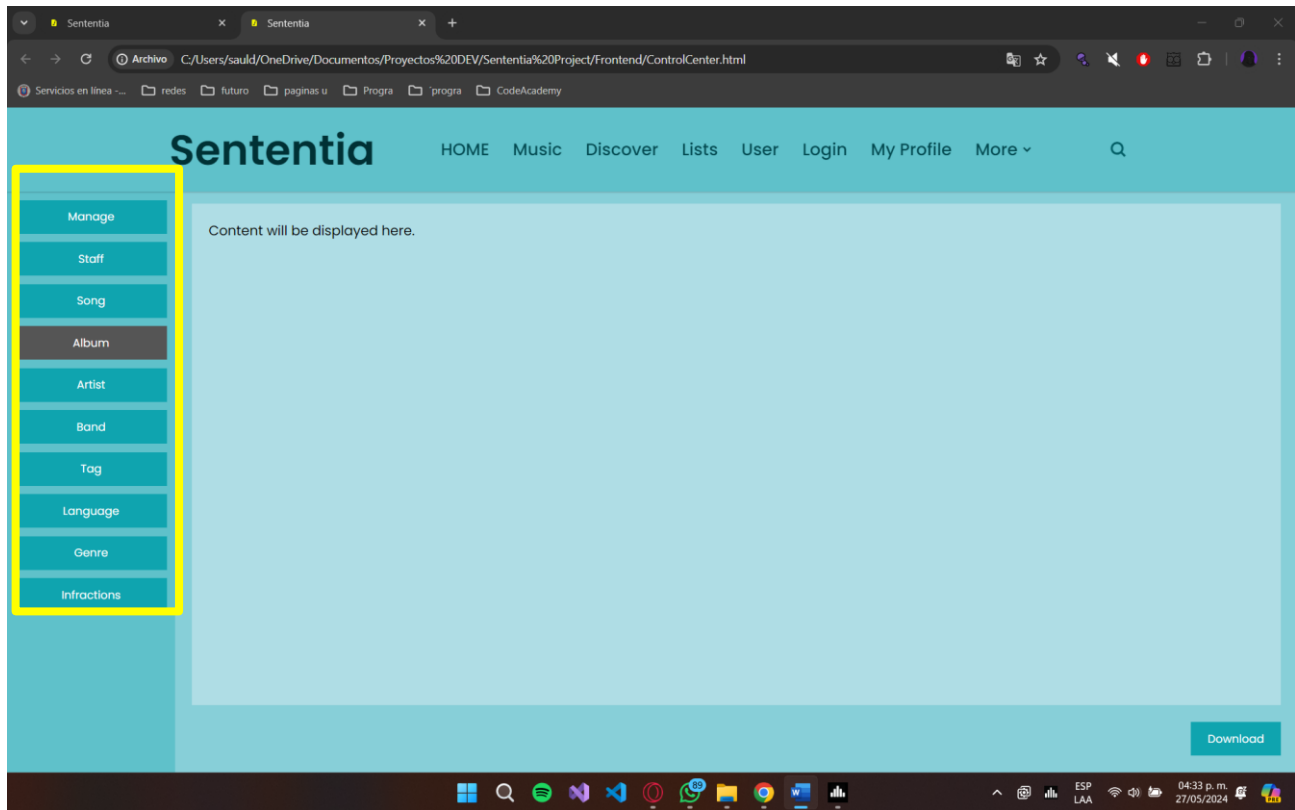 Sententia
Sententia
Archivo C:/Users/sauld/OneDrive/Documentos/Proyectos%20DEV/Sententia%20Project/Frontend/ControlCenter.html
Servicios en línea -... redes futuro paginas u Progra `progra CodeAcademy
Sententia HOME Music Discover Lists User Login My Profile More
Manage
Content will be displayed here.
Staff
Song
Album
Artist
Band
Tag
Language
Genre
Infractions
Download
89
ESP
LAA
04:33 p. m.
27/05/2024